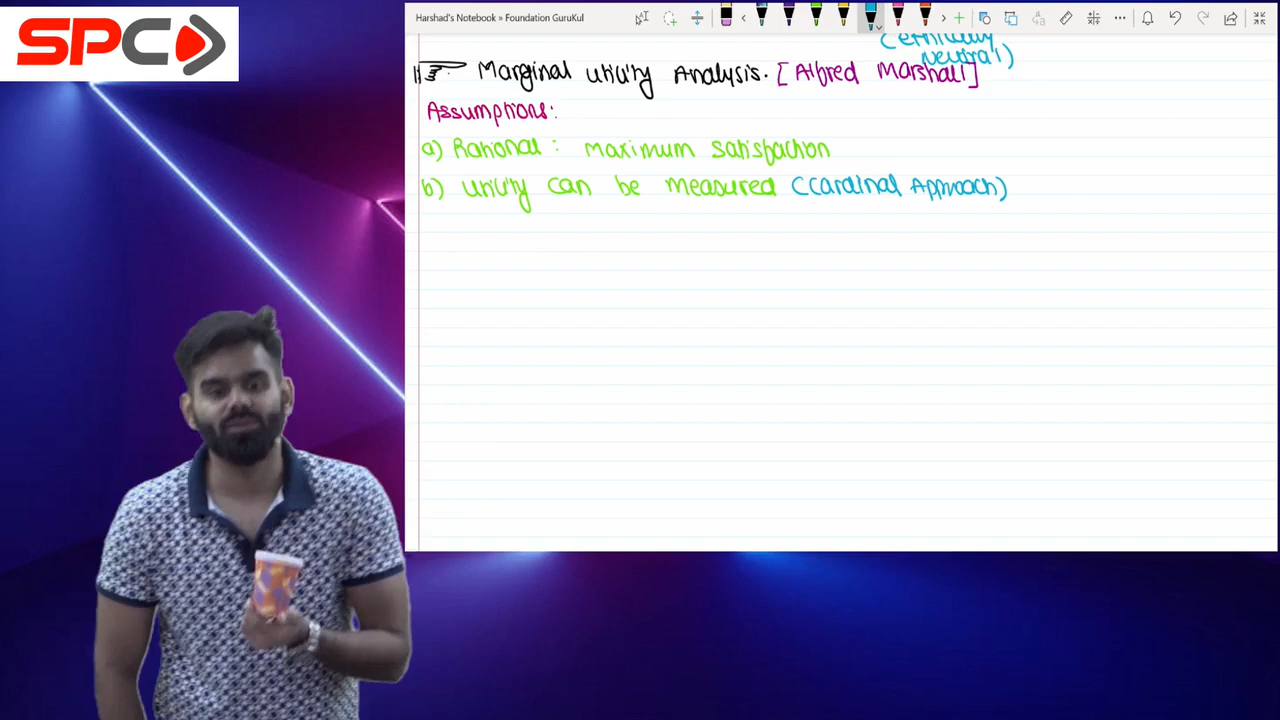 SPC
Harshad's Notebook » Foundation GuruKul
(ethically
neutral)
Marginal Utility Analysis. [Alfred Marshall]
Assumptions:
a) Rational: Maximum Satisfaction
b) Utility can be measured (Cardinal Approach)